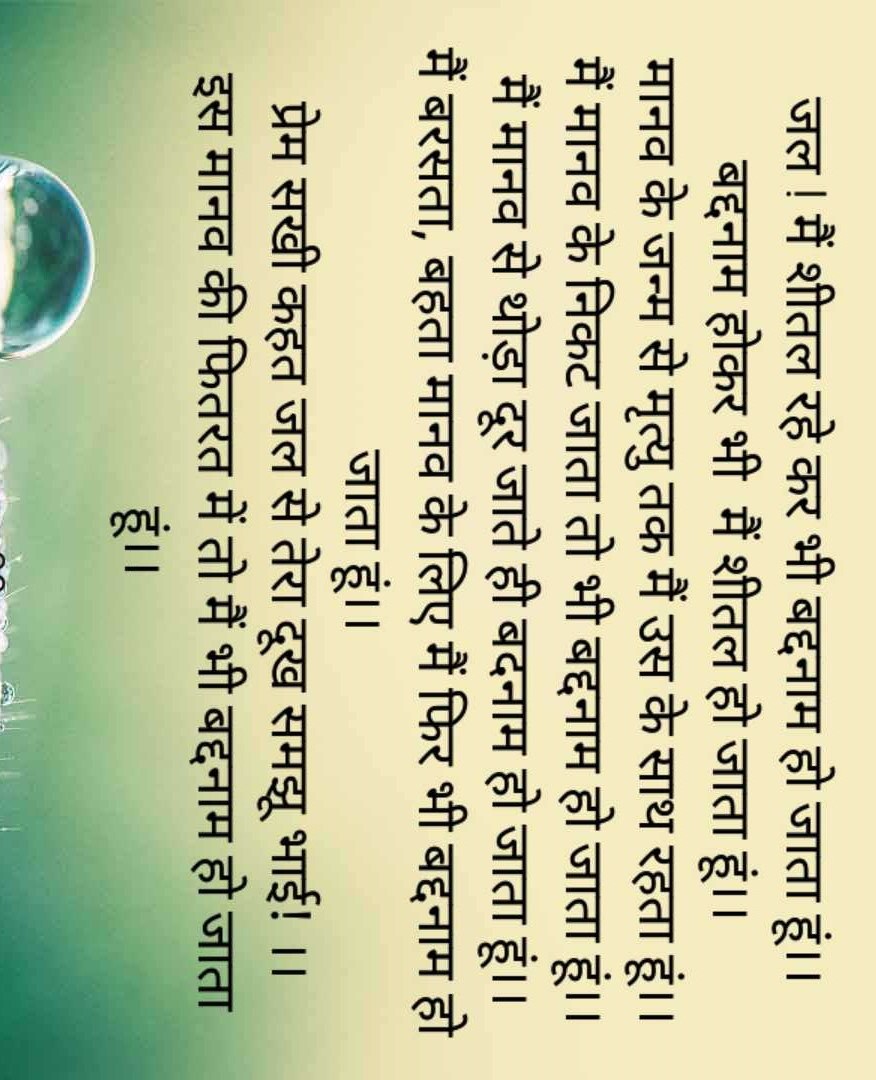 जल ! मैं शीतल रहे कर भी बद्दनाम हो जाता हूं।।
बद्दनाम होकर भी मैं शीतल हो जाता हूं।।
मानव के जन्म से मृत्यु तक मैं उस के साथ रहता हूं।।
मैं मानव के निकट जाता तो भी बद्दनाम हो जाता हूं।।
मैं मानव से थोड़ा दूर जाते ही बदनाम हो जाता हूं।।
में बरसता, बहता मानव के लिए में फिर भी बद्दनाम हो
जाता हूं।।
प्रेम सखी कहत जल से तेरा दूख समझू भाई! ।।
इस मानव की फितरत में तो में भी बद्दनाम हो जाता
हूं।।